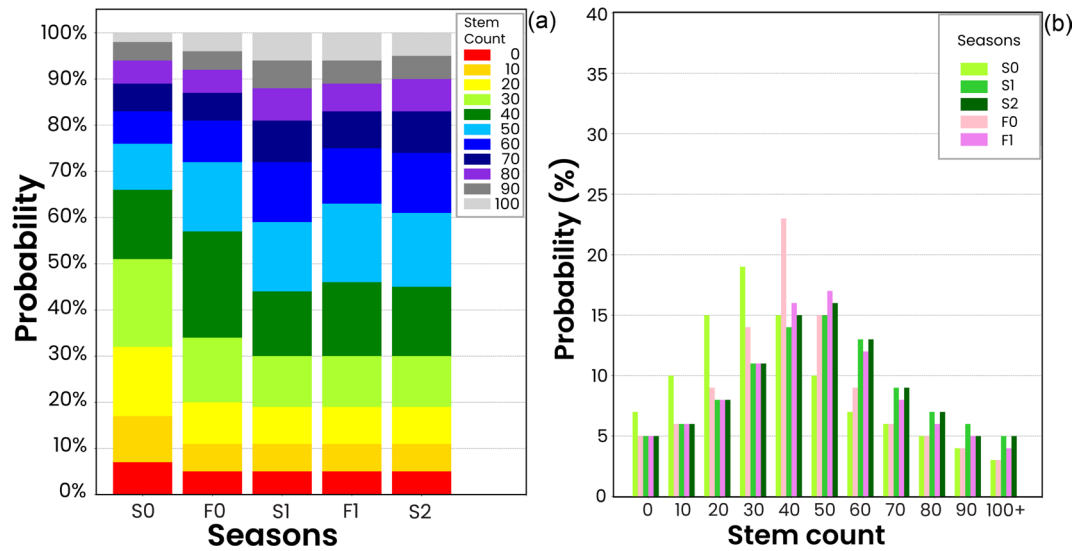 (a)
100%
90%
80%
70%
60%
50%
40%
30%
20%
10%
0%
Probability
S0 F0 S1 F1 S2
Seasons
Stem
Count
0
10
20
30
40
50
60
70
80
90
100
(b)
40
35
30
25
20
15
10
5
0
Probability (%)
0 10 20 30 40 50 60 70 80 90 100+
Stem count
Seasons
S0
S1
S2
F0
F1